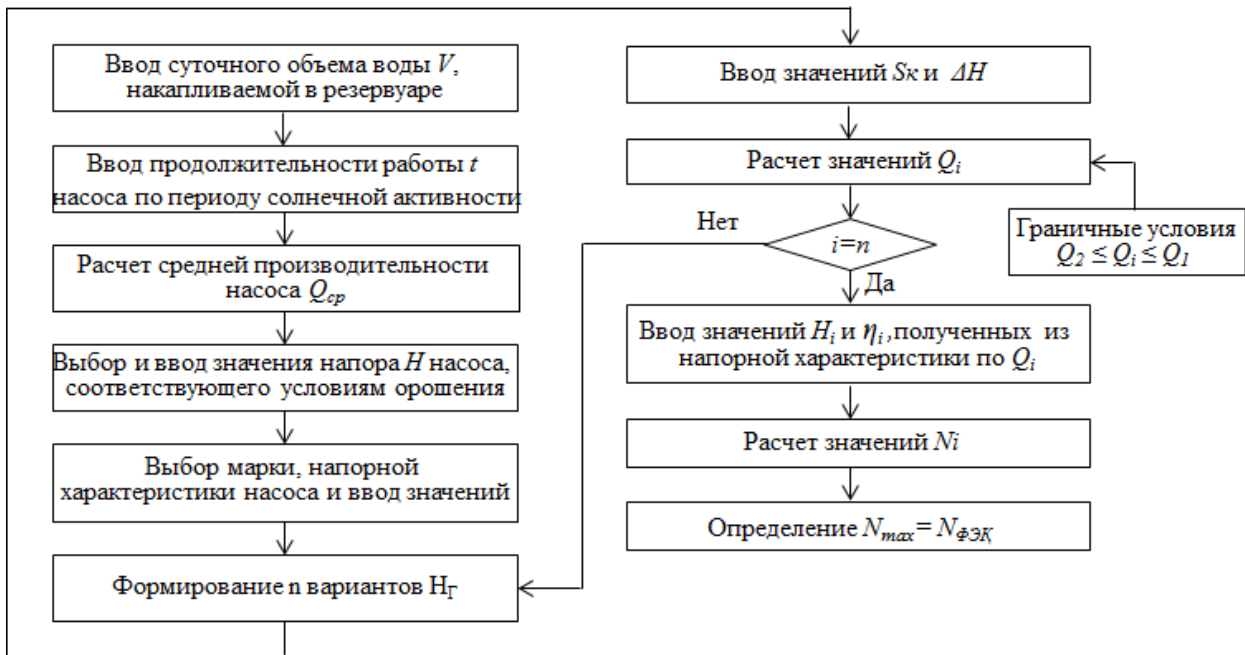 Ввод суточного объема воды V,
накапливаемой в резервуаре
Ввод продолжительности работы t
насоса по периоду солнечной активности
Расчет средней производительности
насоса Qср
Выбор и ввод значения напора H насоса,
соответствующего условиям орошения
Выбор марки, напорной
характеристики насоса и ввод значений
Формирование n вариантов HГ
Ввод значений Sк и ΔH
Расчет значений Qi
Нет
i=n
Да
Граничные условия
Q2 ≤ Qi ≤ Q1
Ввод значений Hi и ηi,полученных из
напорной характеристики по Qi
Расчет значений Ni
Определение Nmax= NФЭҚ